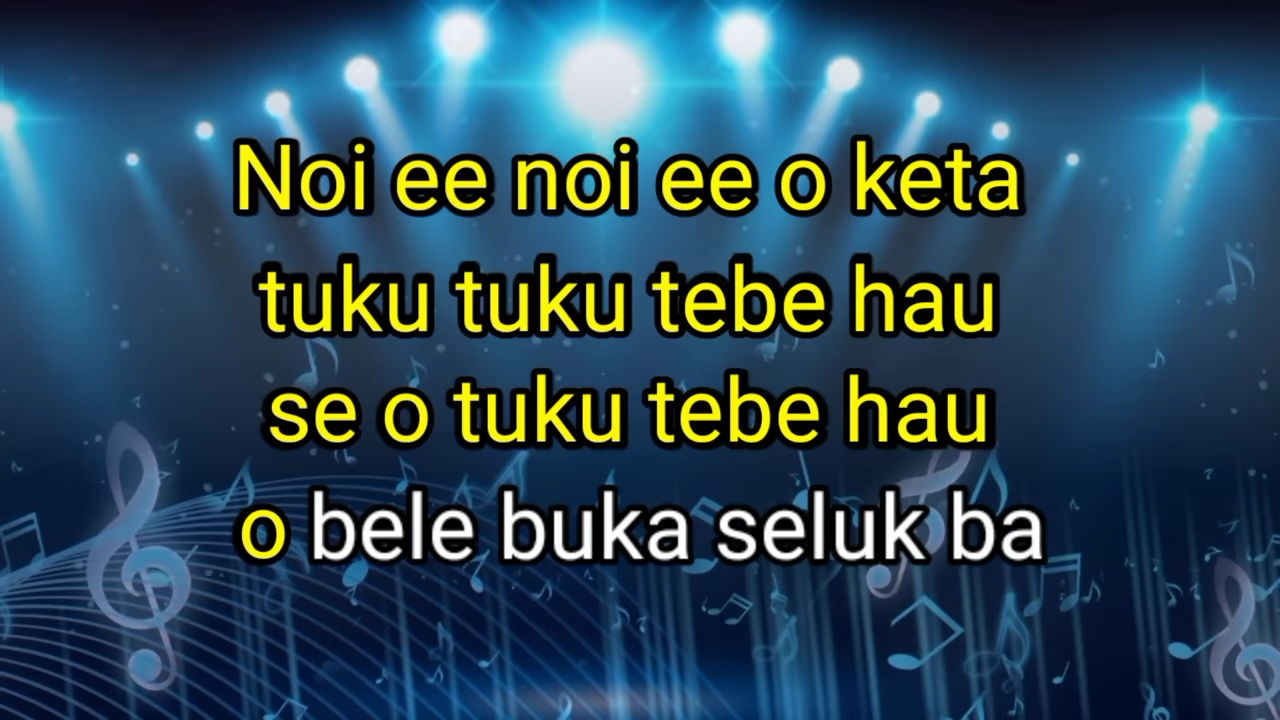 Noi ee noi ee o keta
tuku tuku tebe hau
se o tuku tebe hau
o bele buka seluk ba